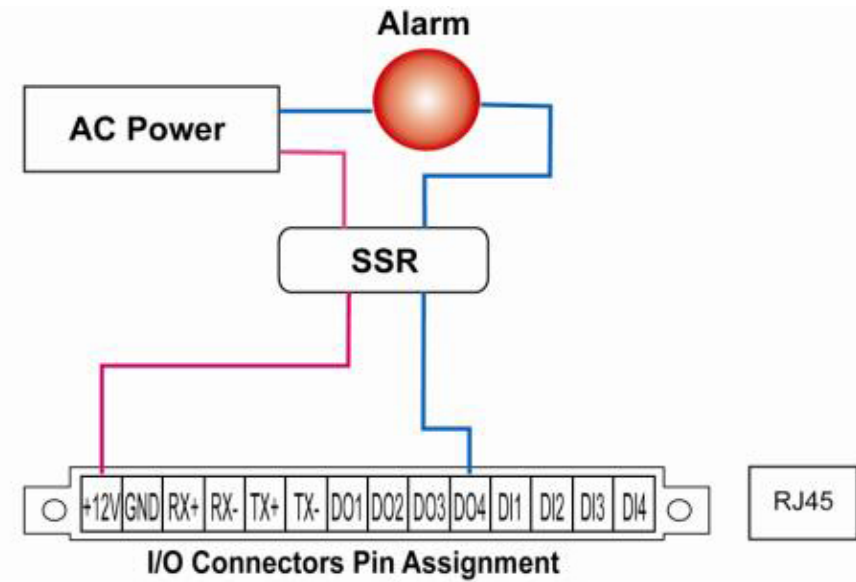 Alarm
AC Power
SSR
+12V GND RX+ RX- TX+ TX- DO1 DO2 DO3 DO4 DI1 DI2 DI3 DI4
RJ45
I/O Connectors Pin Assignment